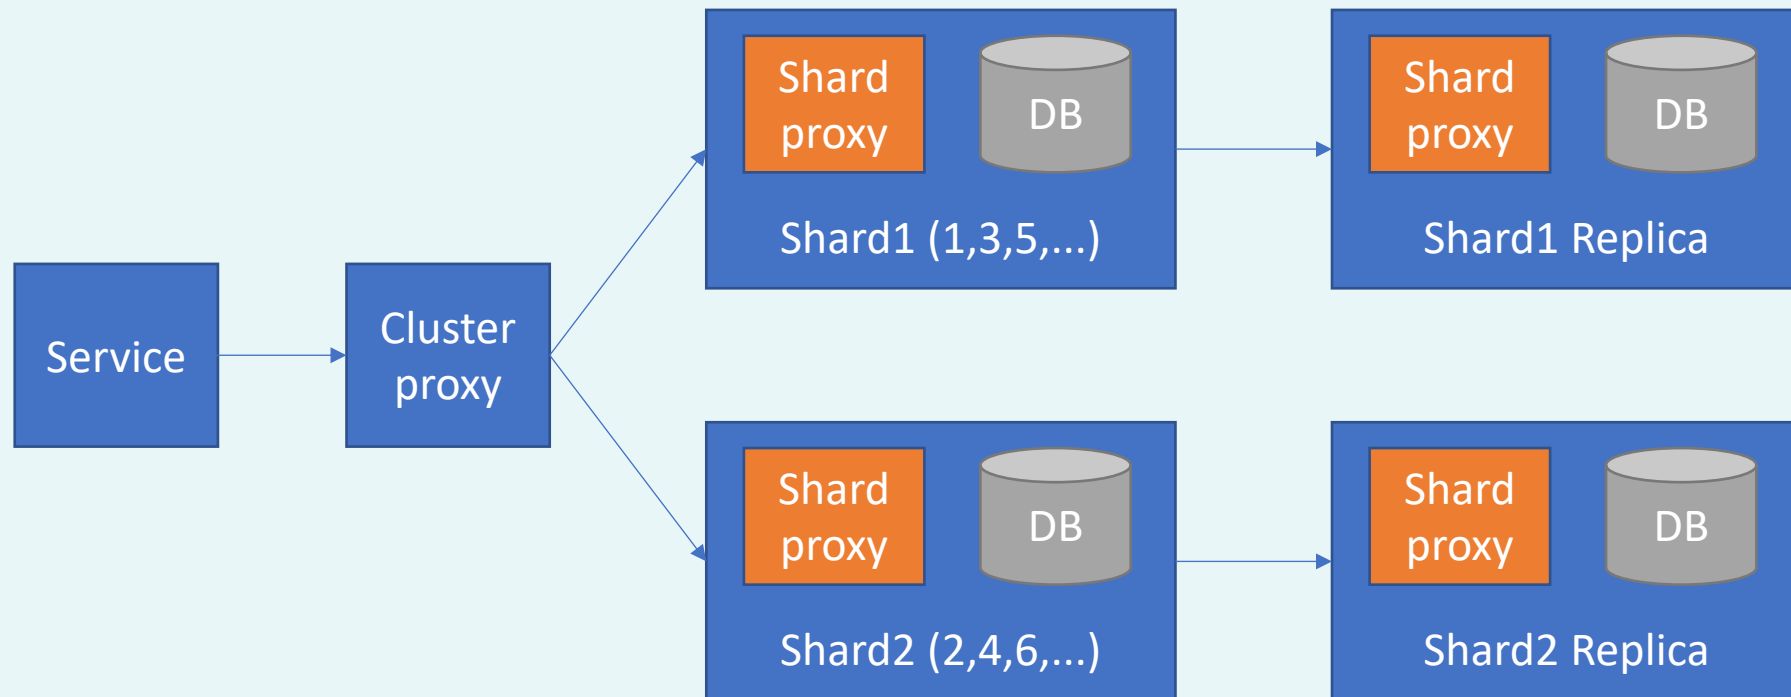 Service
Cluster
proxy
Shard
proxy
DB
Shard1 (1,3,5,...)
Shard
proxy
DB
Shard1 Replica
Shard
proxy
DB
Shard2 (2,4,6,...)
Shard
proxy
DB
Shard2 Replica